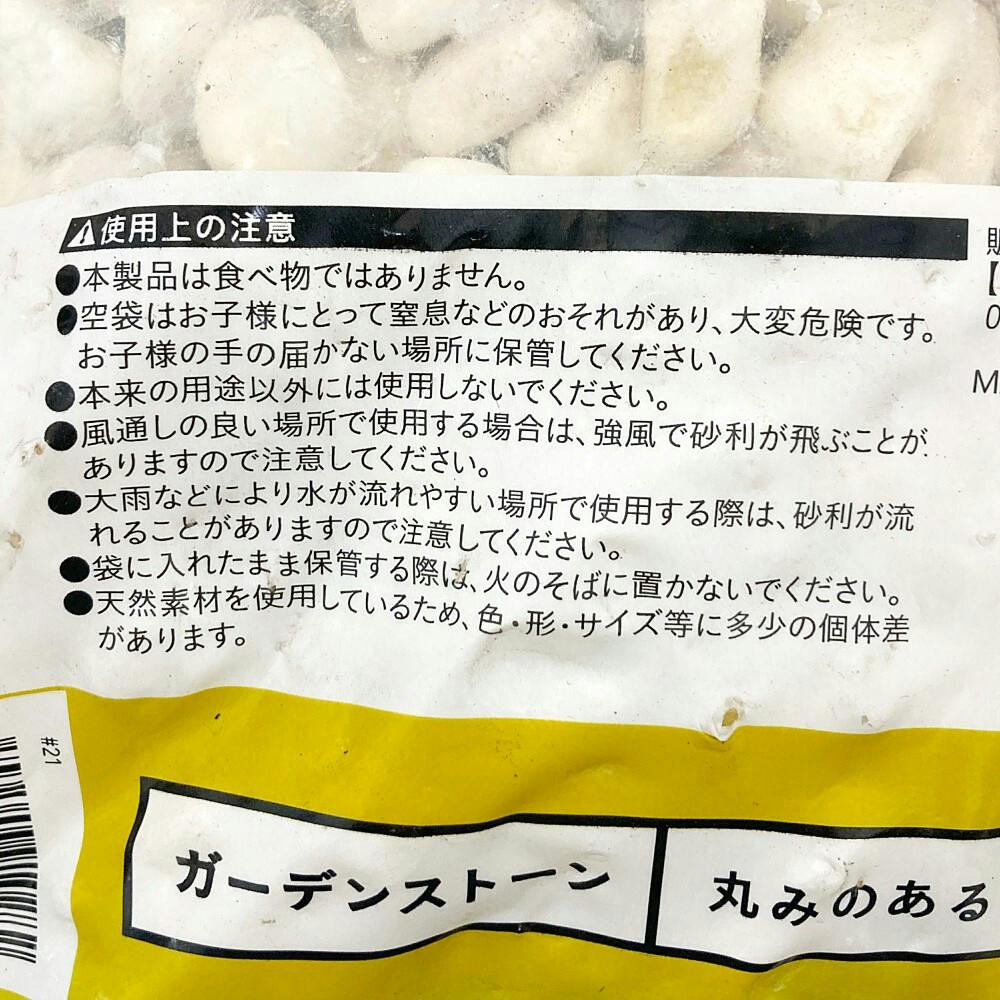 使用上の注意
●本製品は食べ物ではありません。
●空袋はお子様にとって窒息などのおそれがあり、大変危険です。
お子様の手の届かない場所に保管してください。
●本来の用途以外には使用しないでください。
●風通しの良い場所で使用する場合は、強風で砂利が飛ぶことが
ありますので注意してください。
●大雨などにより水が流れやすい場所で使用する際は、砂利が流
れることがありますので注意してください。
●袋に入れたまま保管する際は、火のそばに置かないでください。
●天然素材を使用しているため、色・形・サイズ等に多少の個体差
があります。
【
0
M
#21
ガーデンストーン
丸みのある